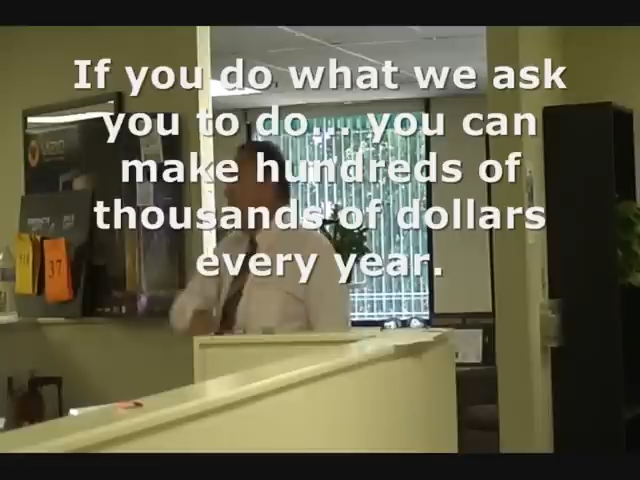 If you do what we ask
you to do... you can
make hundreds of
thousands of dollars
every year.
37